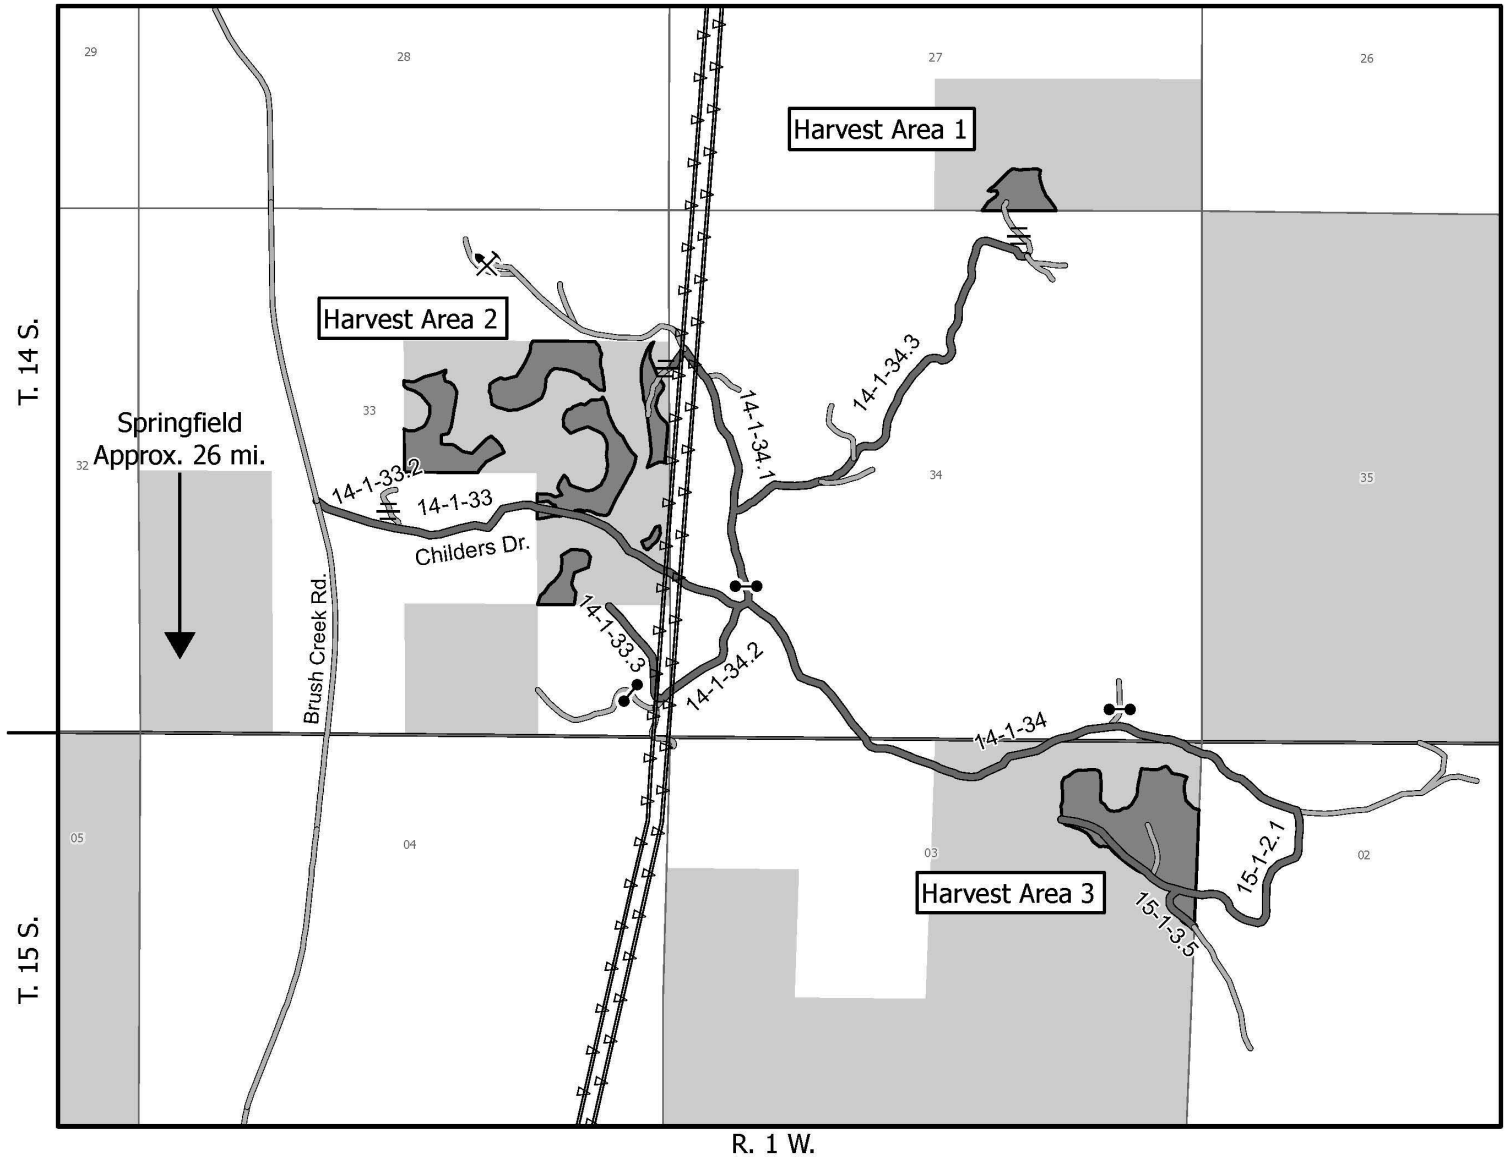 29
28
27
26
Harvest Area 1
T. 14 S.
Harvest Area 2
14-1-34.3
33
14-1-34.1
Springfield
Approx. 26 mi.
32
14-1-33.2
14-1-33
34
35
Childers Dr.
Brush Creek Rd.
14-1-33.3
14-1-34.2
14-1-34
05
04
03
02
15-1-2.1
Harvest Area 3
15-1-3.5
T. 15 S.
R. 1 W.